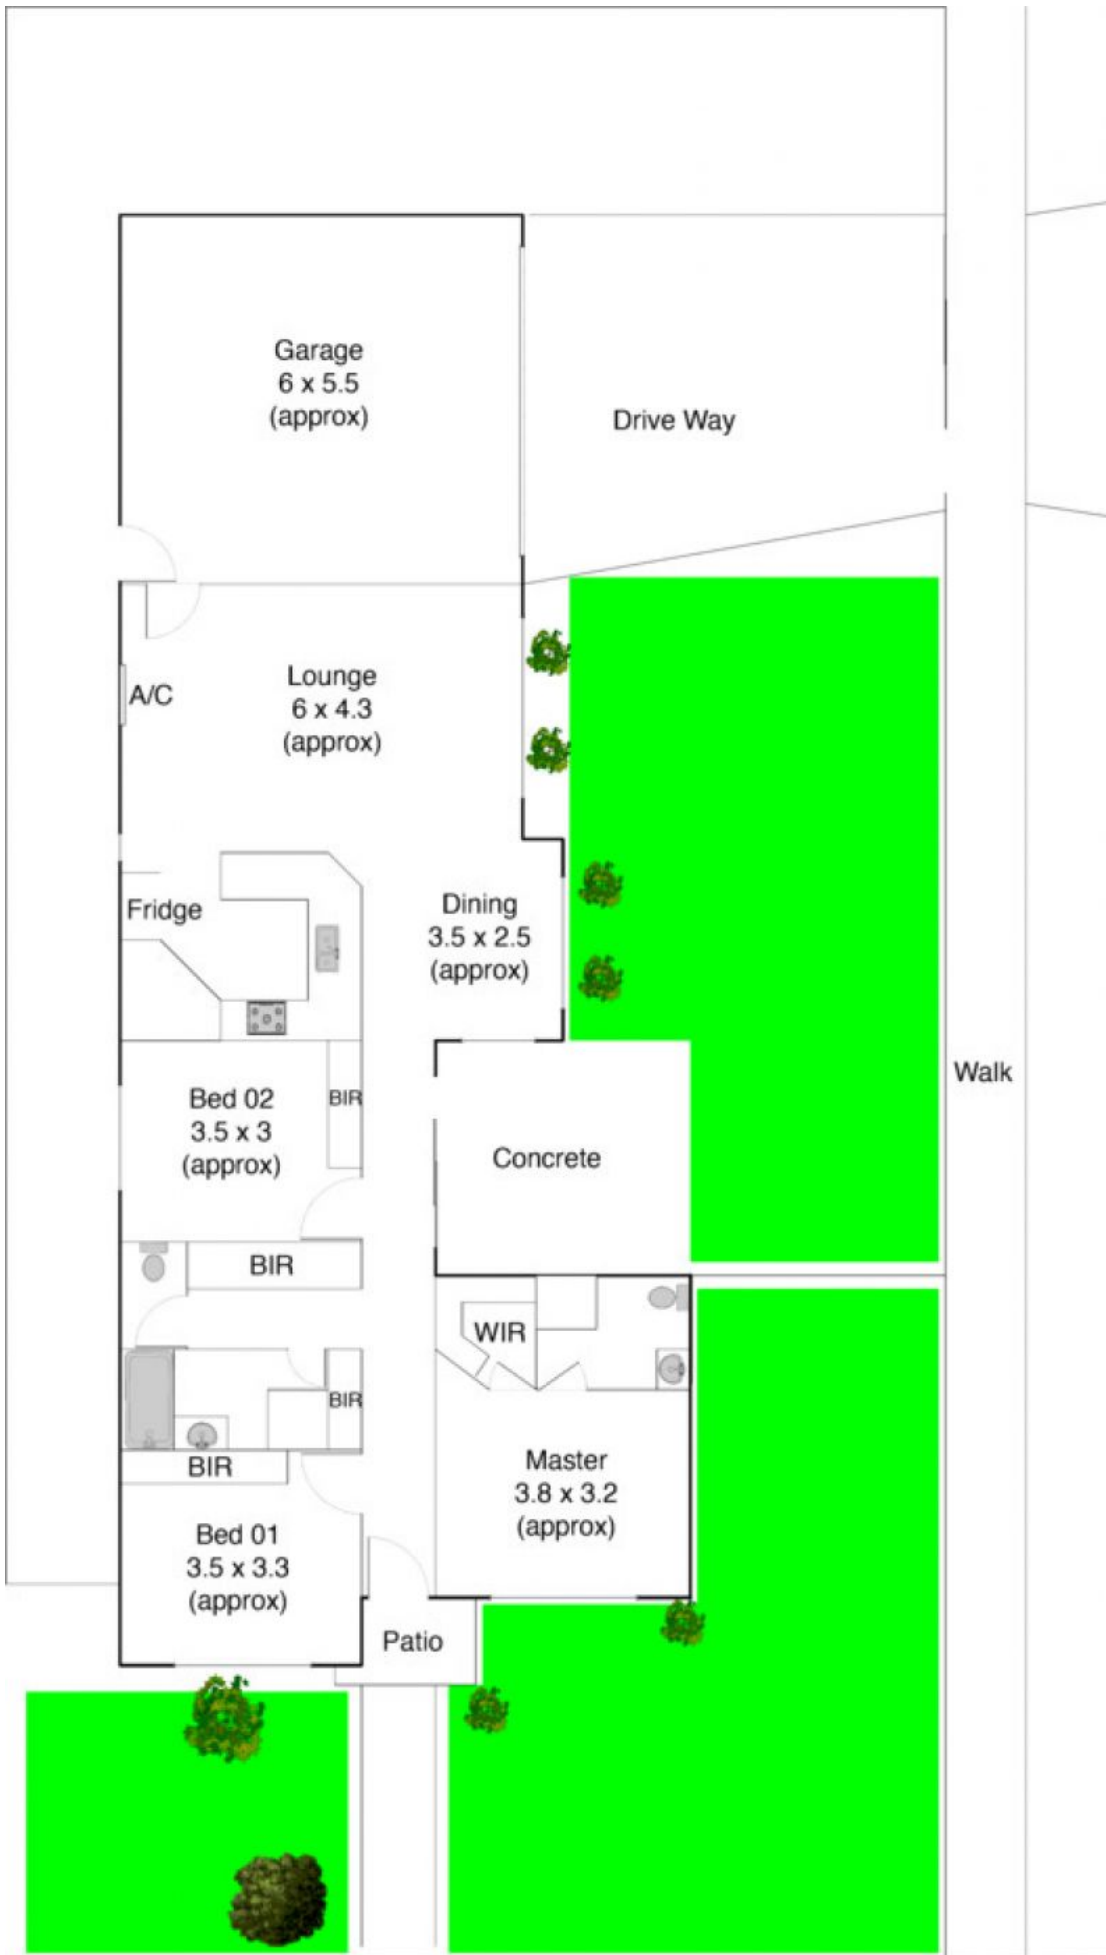 Garage
6 x 5.5
(approx)
Drive Way
Lounge
6 x 4.3
(approx)
A/C
Fridge
Dining
3.5 x 2.5
(approx)
Walk
Bed 02
3.5 x 3
(approx)
BIR
Concrete
BIR
WIR
BIR
BIR
Master
3.8 x 3.2
(approx)
Bed 01
3.5 x 3.3
(approx)
Patio